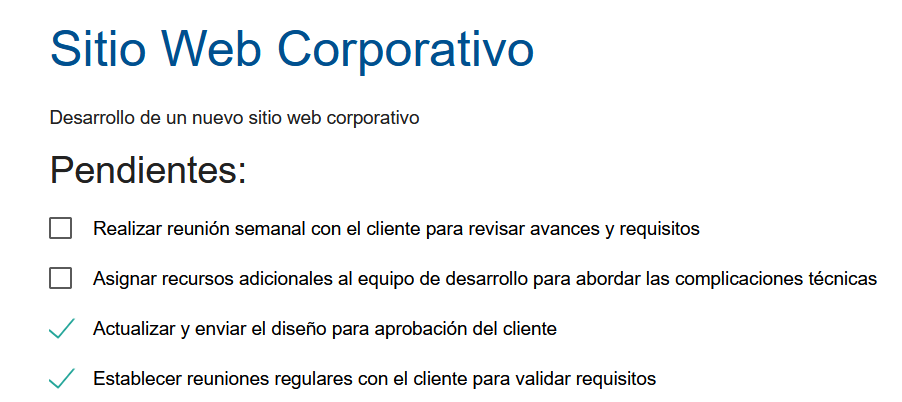 Sitio Web Corporativo
Desarrollo de un nuevo sitio web corporativo
Pendientes:
Realizar reunión semanal con el cliente para revisar avances y requisitos
Asignar recursos adicionales al equipo de desarrollo para abordar las complicaciones técnicas
Actualizar y enviar el diseño para aprobación del cliente
Establecer reuniones regulares con el cliente para validar requisitos